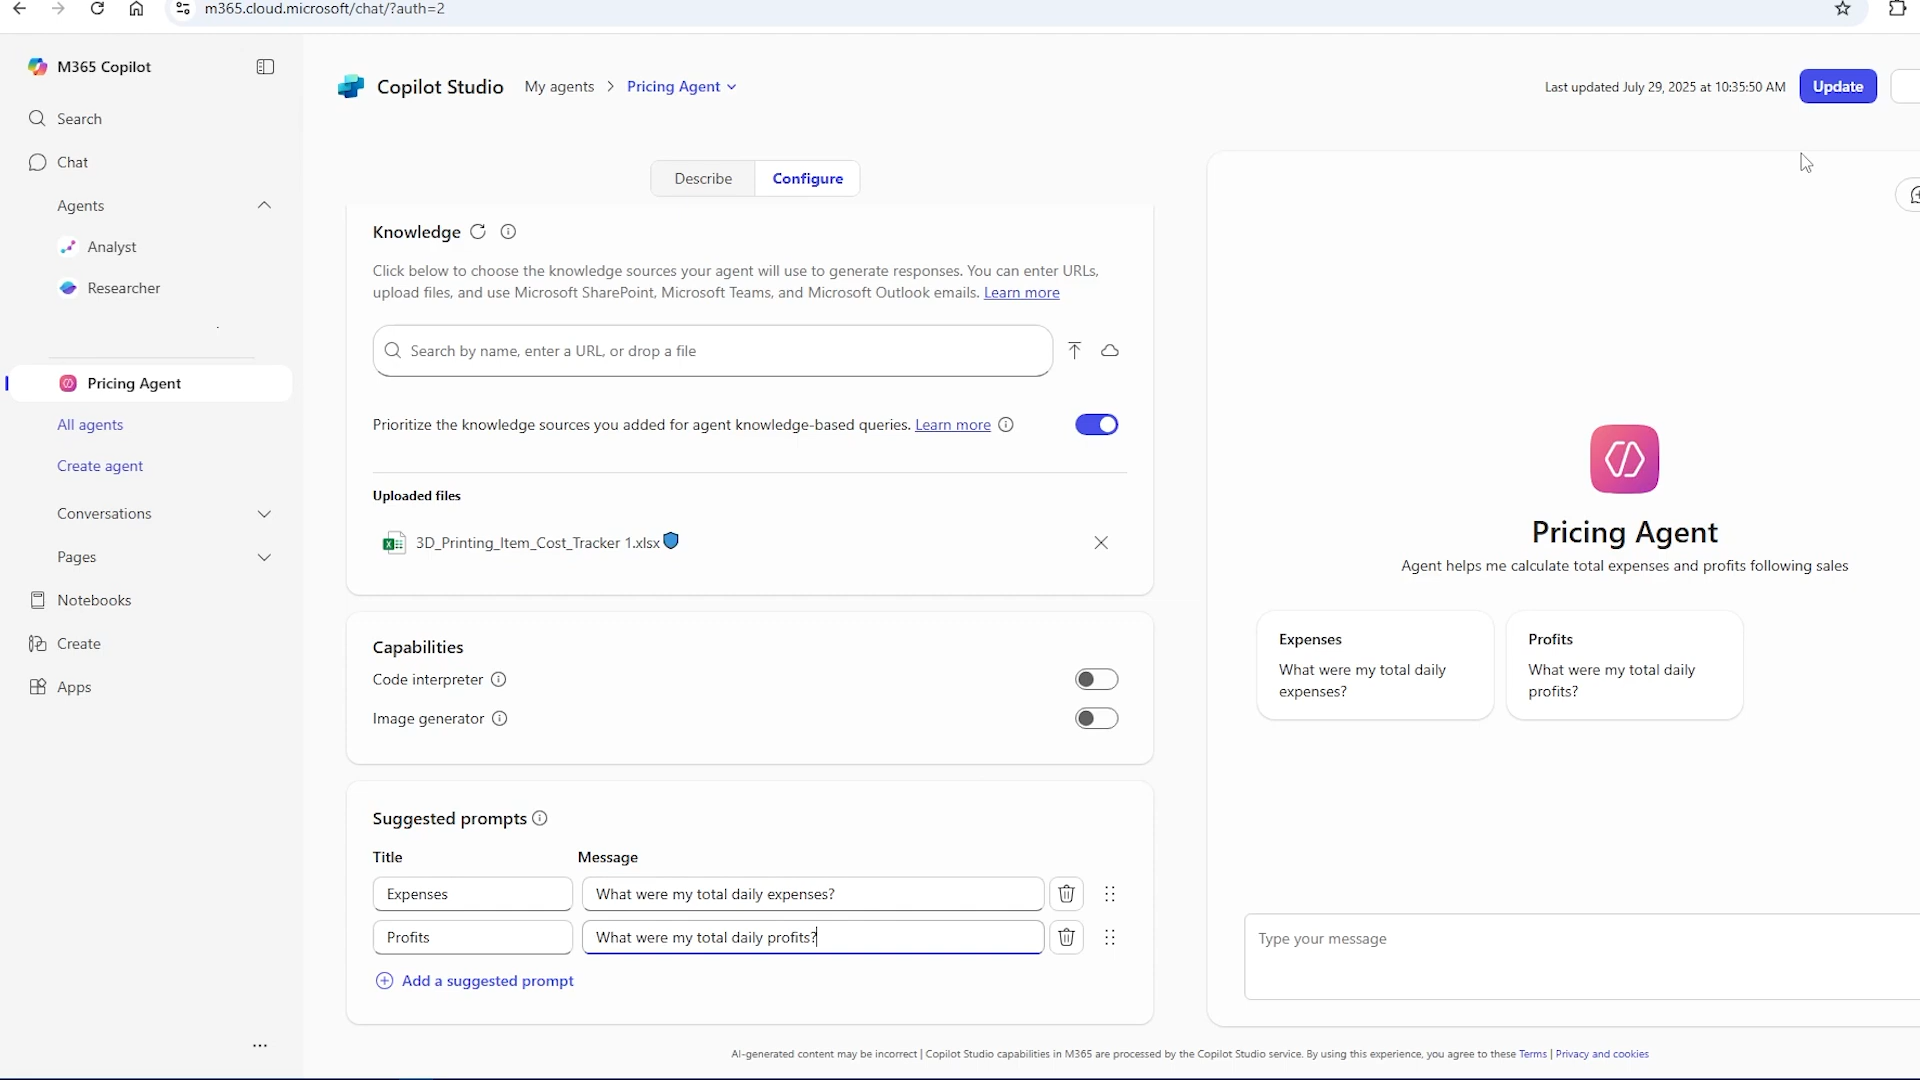 m365.cloud.microsoft/chat/?auth=2
M365 Copilot
Search
Chat
Agents
Analyst
Researcher
Pricing Agent
All agents
Create agent
Conversations
Pages
Notebooks
Create
Apps
Copilot Studio
My agents > Pricing Agent
Last updated July 29, 2025 at 10:35:50 AM
Update
Describe
Configure
Knowledge
Click below to choose the knowledge sources your agent will use to generate responses. You can enter URLs,
upload files, and use Microsoft SharePoint, Microsoft Teams, and Microsoft Outlook emails. Learn more
Search by name, enter a URL, or drop a file
Prioritize the knowledge sources you added for agent knowledge-based queries. Learn more
Uploaded files
3D_Printing_Item_Cost_Tracker 1.xlsx
Capabilities
Code interpreter
Image generator
Suggested prompts
Title Message
Expenses What were my total daily expenses?
Profits What were my total daily profits?
Add a suggested prompt
Pricing Agent
Agent helps me calculate total expenses and profits following sales
Expenses
What were my total daily
expenses?
Profits
What were my total daily
profits?
Type your message
AI-generated content may be incorrect | Copilot Studio capabilities in M365 are processed by the Copilot Studio service. By using this experience, you agree to these Terms | Privacy and cookies